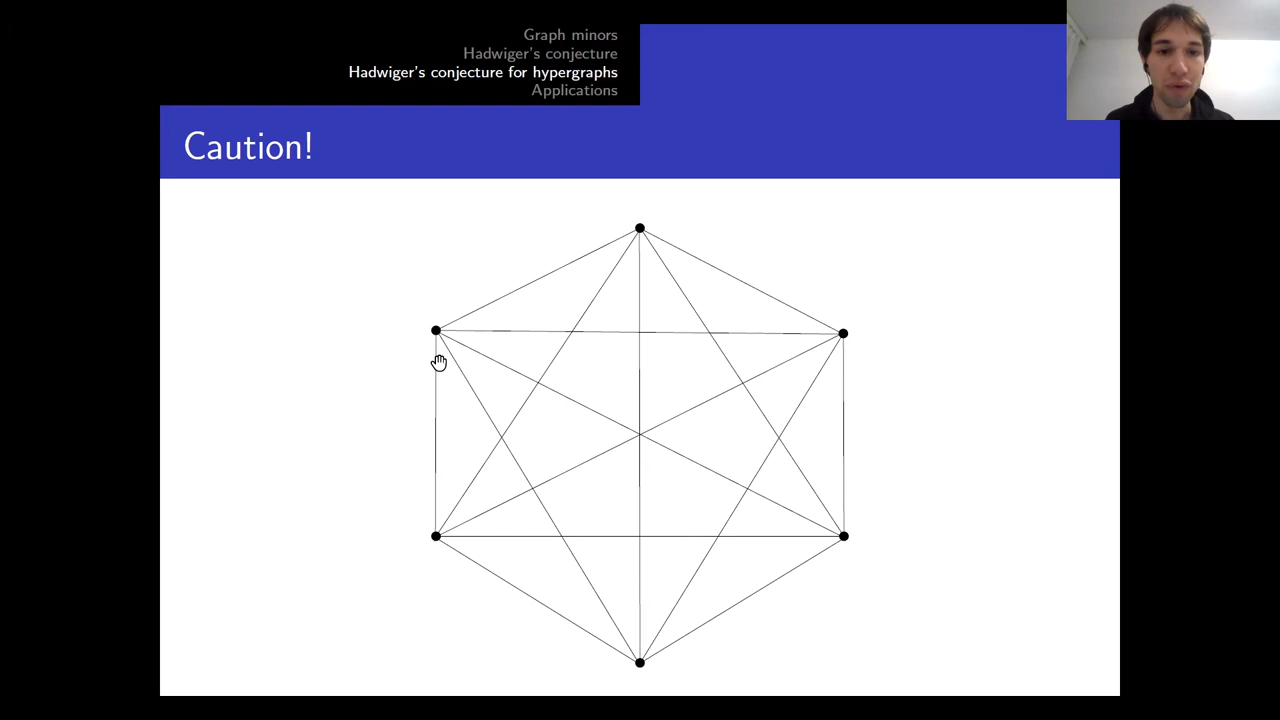 Graph minors
Hadwiger's conjecture
Hadwiger's conjecture for hypergraphs
Applications
Caution!